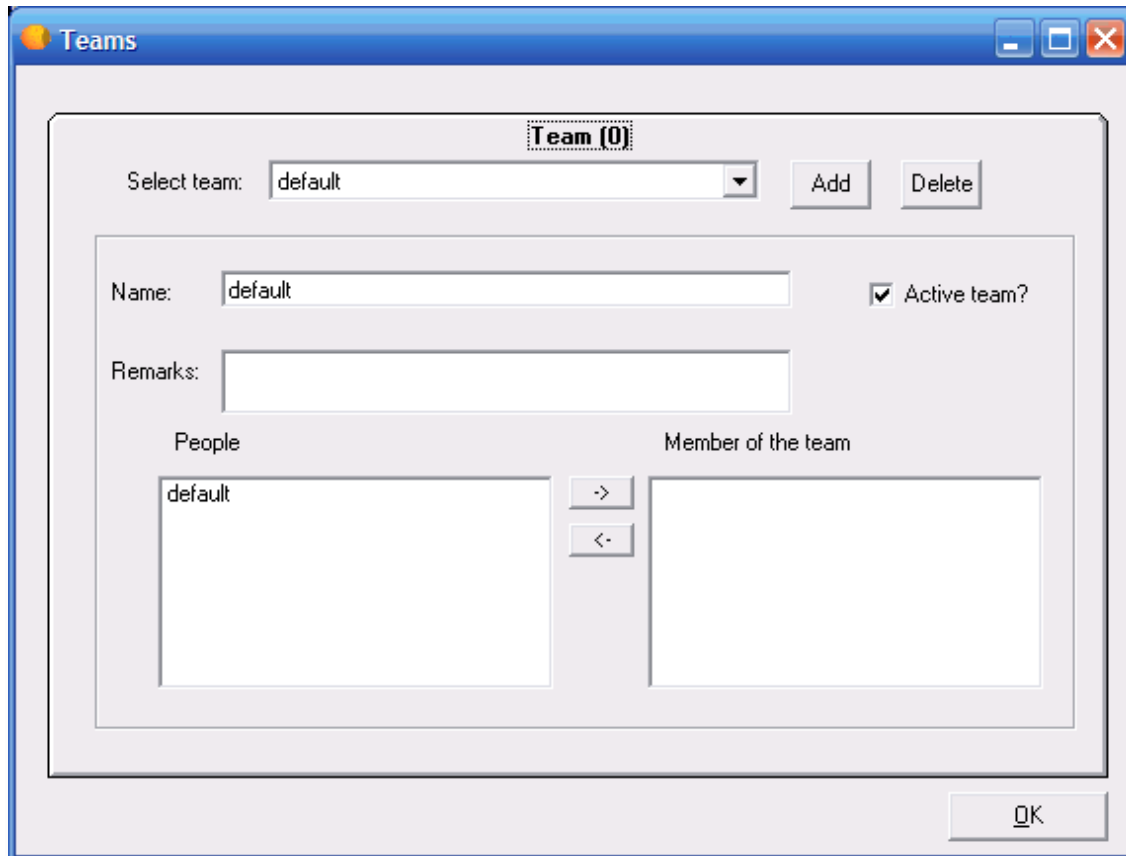 Teams
Team (0)
Select team: default Add Delete
Name: default Active team?
Remarks:
People Member of the team
default ->
<-
OK